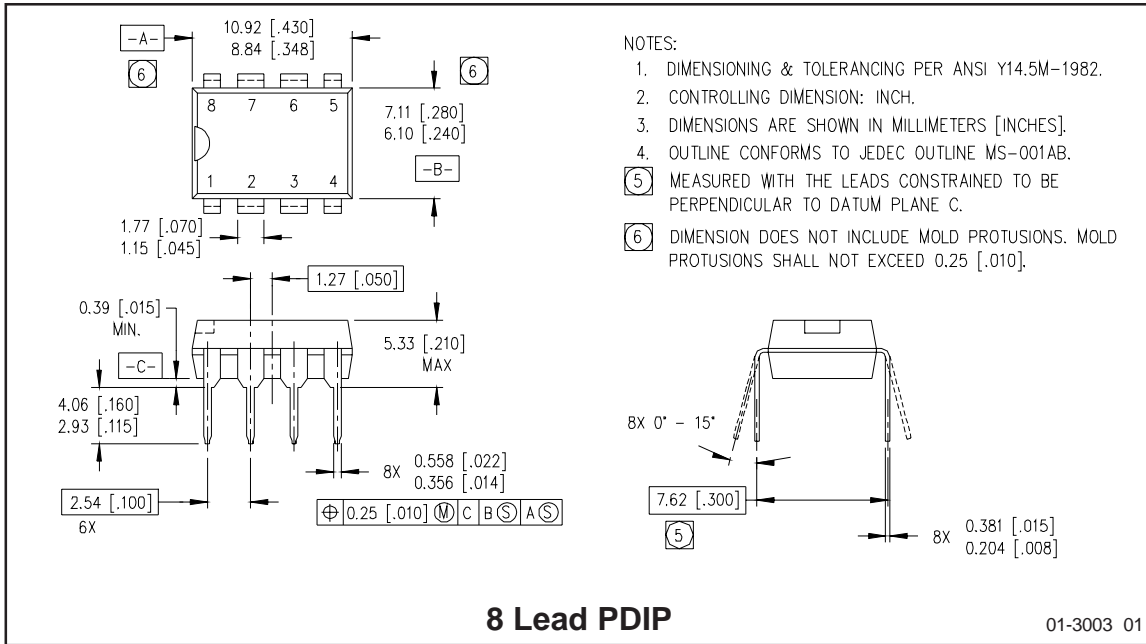 -A-
10.92 [.430]
8.84 [.348]
6
6
8 7 6 5
7.11 [.280]
6.10 [.240]
-B-
1 2 3 4
1.77 [.070]
1.15 [.045]
NOTES:
1. DIMENSIONING & TOLERANCING PER ANSI Y14.5M-1982.
2. CONTROLLING DIMENSION: INCH.
3. DIMENSIONS ARE SHOWN IN MILLIMETERS [INCHES].
4. OUTLINE CONFORMS TO JEDEC OUTLINE MS-001AB.
5 MEASURED WITH THE LEADS CONSTRAINED TO BE
PERPENDICULAR TO DATUM PLANE C.
6 DIMENSION DOES NOT INCLUDE MOLD PROTUSIONS. MOLD
PROTUSIONS SHALL NOT EXCEED 0.25 [.010].
1.27 [.050]
0.39 [.015]
MIN.
-C-
5.33 [.210]
MAX
4.06 [.160]
2.93 [.115]
8X 0.558 [.022]
0.356 [.014]
2.54 [.100]
6X
⌖ 0.25 [.010] Ⓜ C B Ⓢ A Ⓢ
8X 0° - 15°
7.62 [.300]
5
8X 0.381 [.015]
0.204 [.008]
8 Lead PDIP
01-3003 01